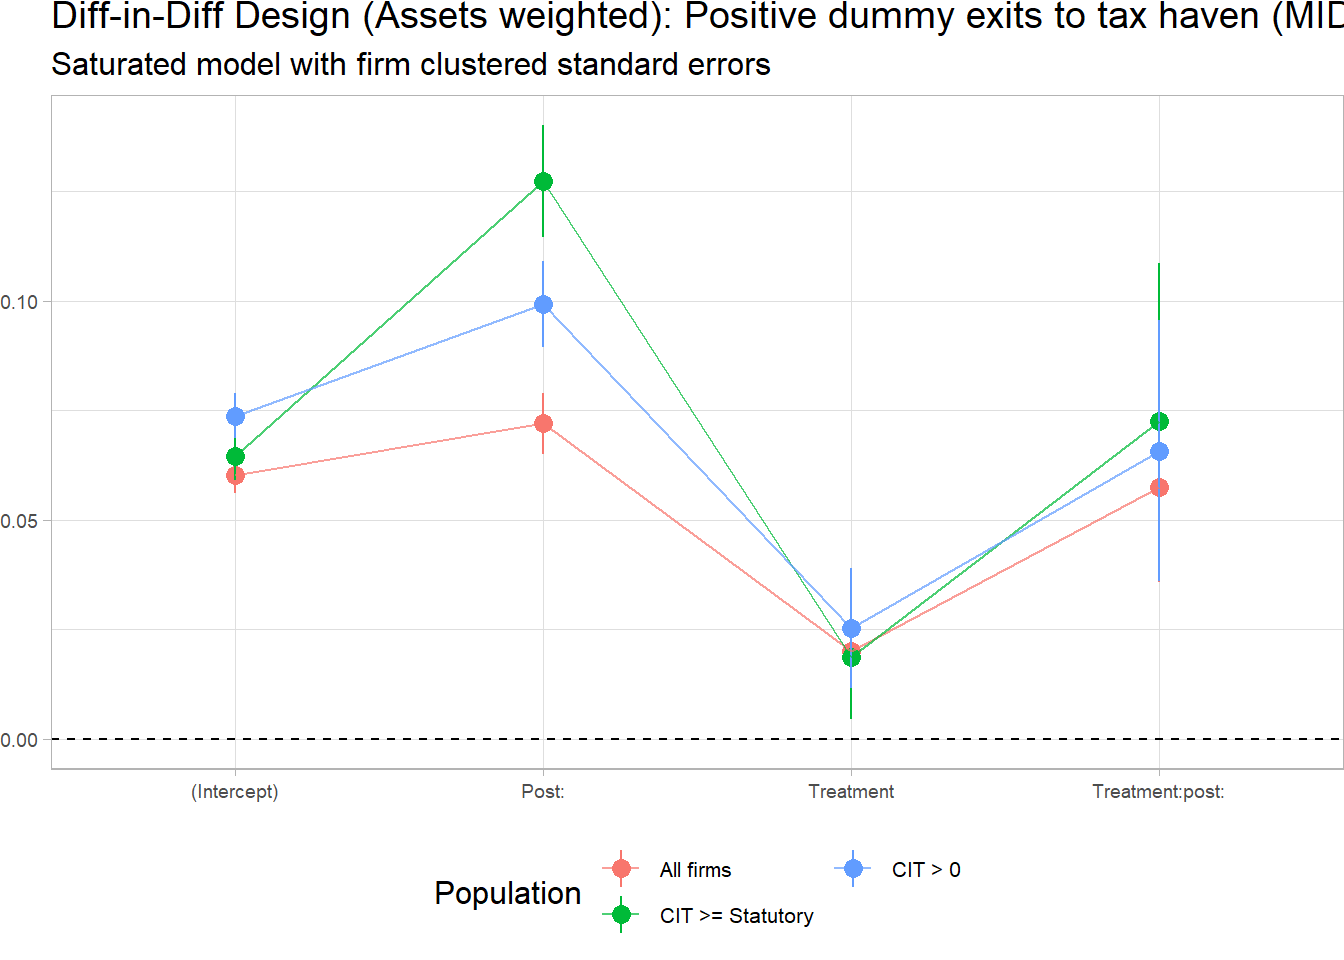 Diff-in-Diff Design (Assets weighted): Positive dummy exits to tax haven (MID
Saturated model with firm clustered standard errors
0.10
0.05
0.00
(Intercept) Post: Treatment Treatment:post:
Population
All firms CIT > 0
CIT >= Statutory